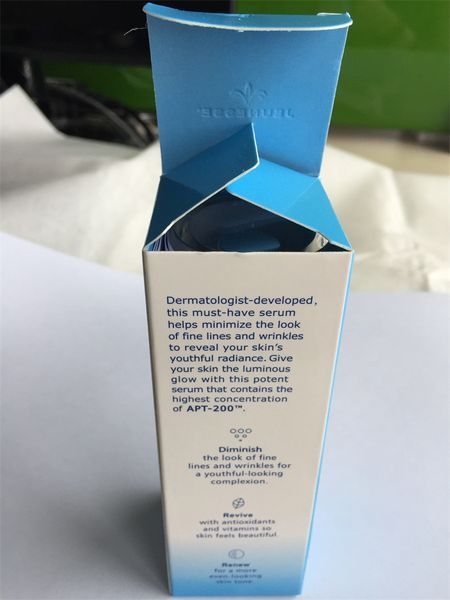 Dermatologist-developed,
this must-have serum
helps minimize the look
of fine lines and wrinkles
to reveal your skin's
youthful radiance. Give
your skin the luminous
glow with this potent
serum that contains the
highest concentration
of APT-200™.
Diminish
the look of fine
lines and wrinkles for
a youthful-looking
complexion.
Revive
with antioxidants
and vitamins so
skin feels beautiful.
Renew
for a more
even-looking
skin tone.